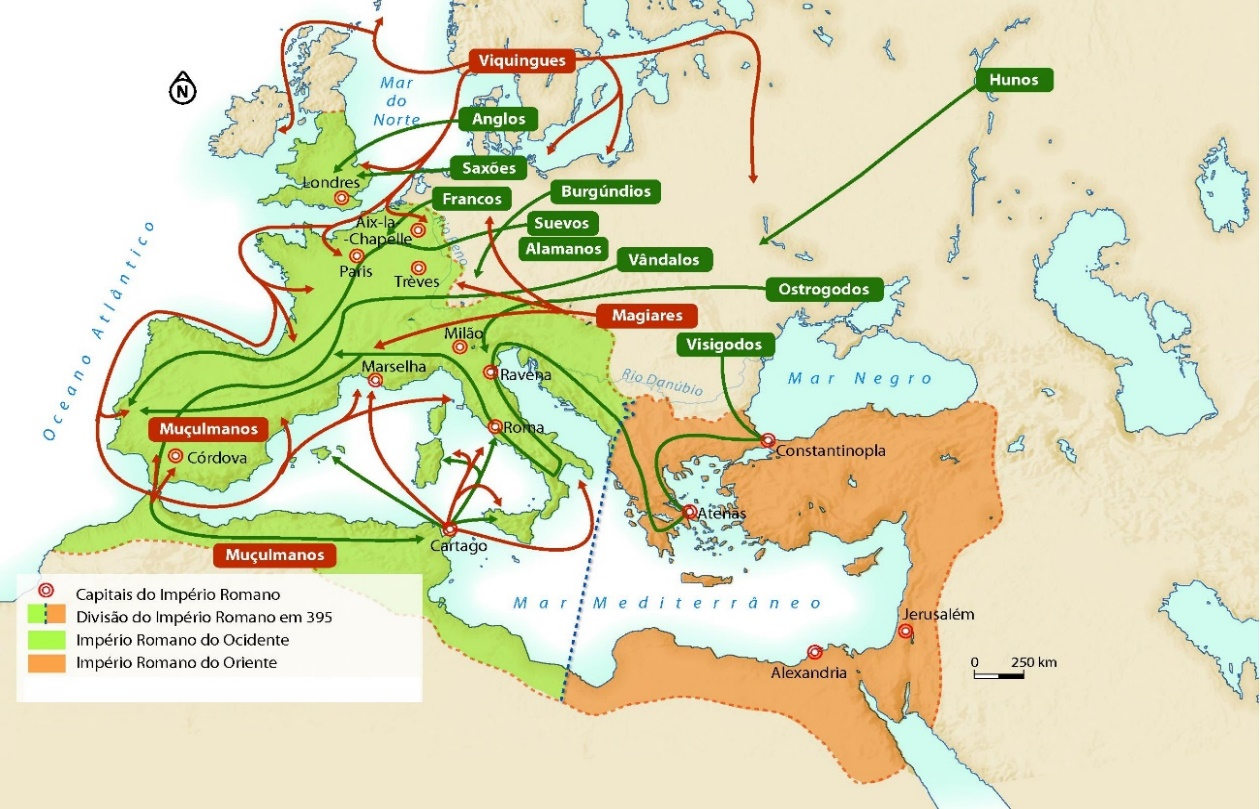 Viquingues
Hunos
N
Mar
do
Norte
Anglos
Saxões
Londres
Francos
Burgúndios
Suevos
Alamanos
Aix-la
-Chapelle
Rio Reno
Paris
Trèves
Vândalos
Ostrogodos
Magiares
Visigodos
Oceano Atlântico
Milão
Marselha
Ravena
Rio Danúbio
Mar Negro
Muçulmanos
Roma
Córdova
Constantinopla
Atenas
Cartago
Muçulmanos
Mar Mediterrâneo
Jerusalém
Alexandria
0 250 km
Capitais do Império Romano
Divisão do Império Romano em 395
Império Romano do Ocidente
Império Romano do Oriente